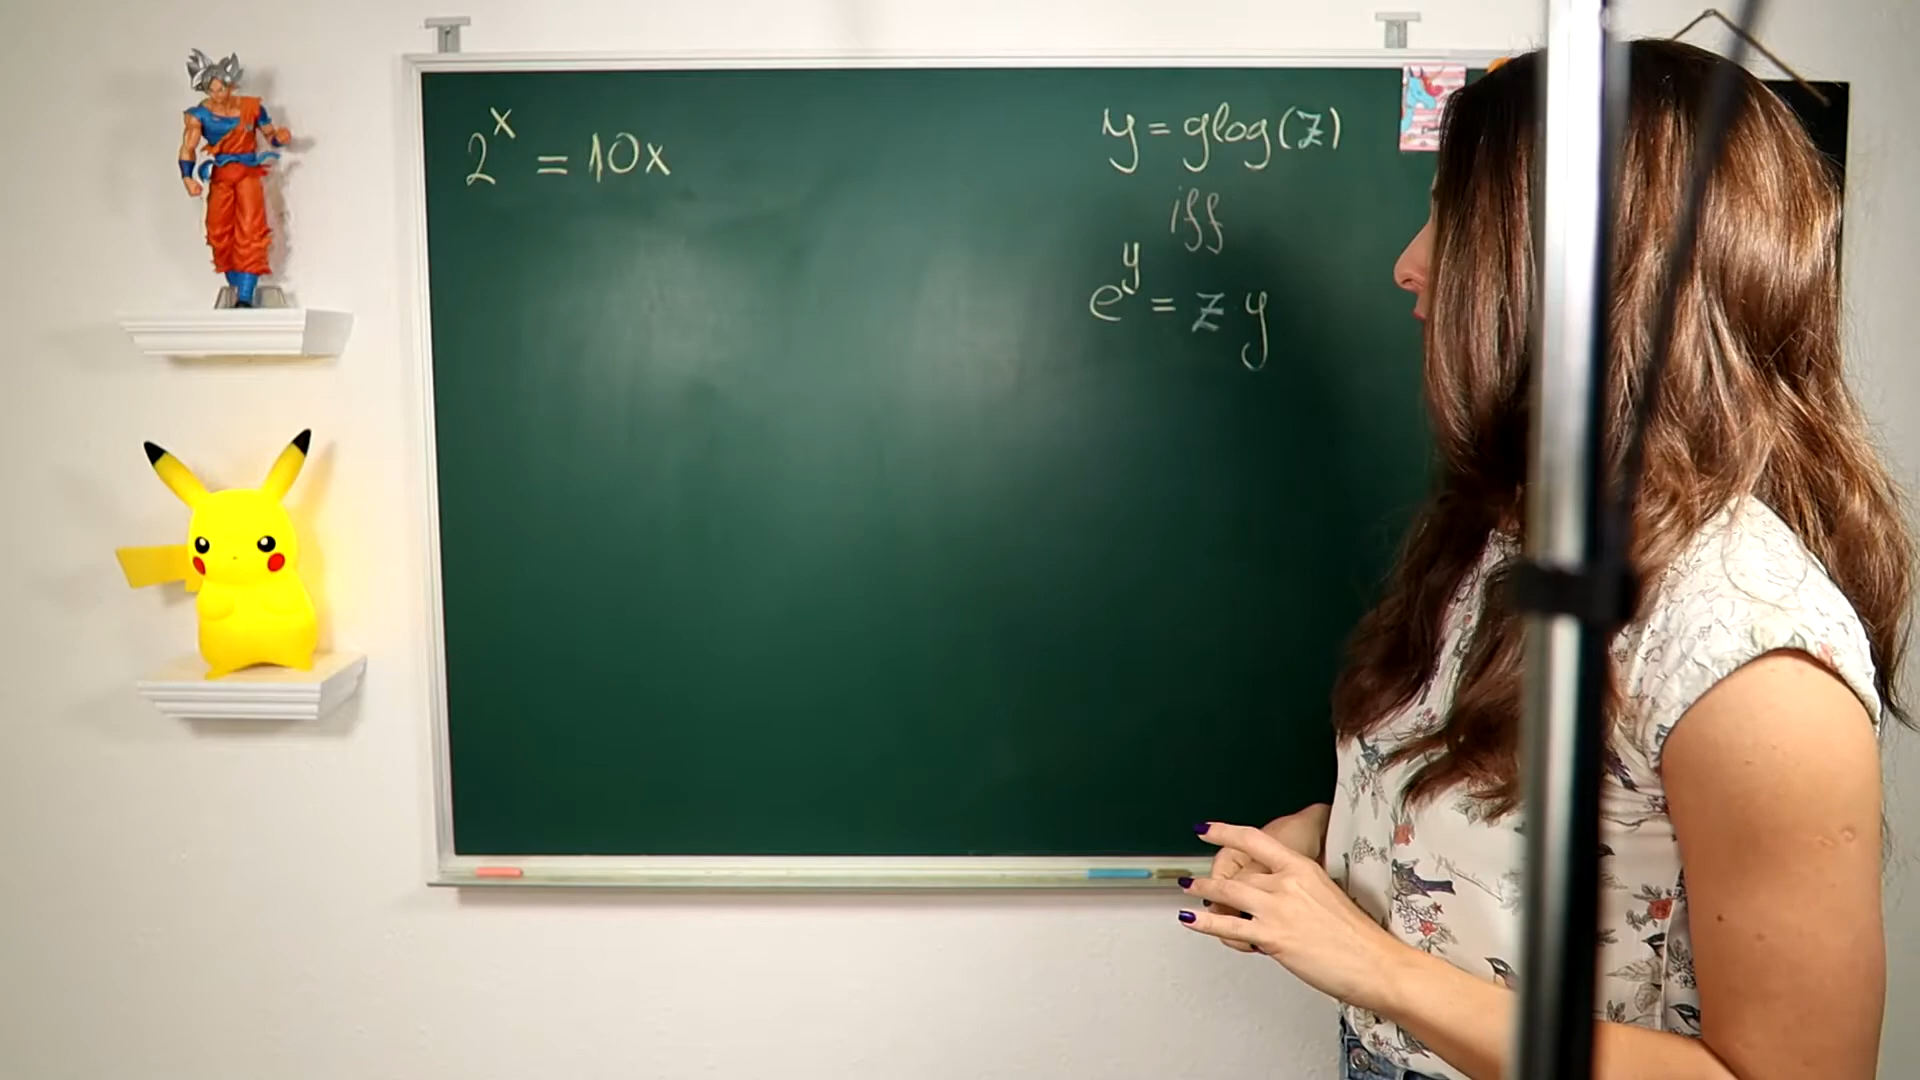 2^x = 10x
y = glog(z)
iff
e^y = z y